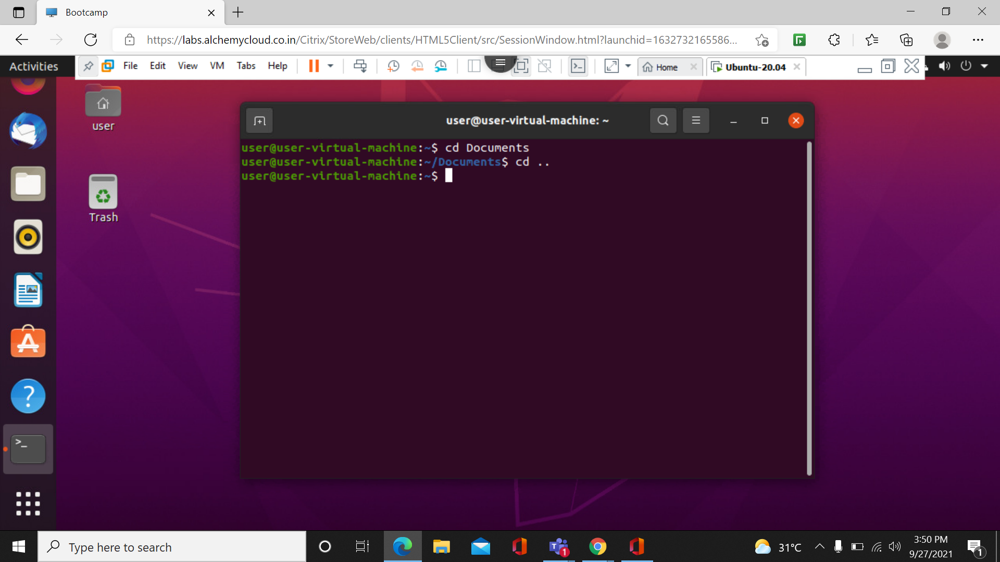 Bootcamp
https://labs.alchemycloud.co.in/Citrix/StoreWeb/clients/HTML5Client/src/SessionWindow.html?launchid=1632732165586...
Activities
File Edit View VM Tabs Help
Home
Ubuntu-20.04
user
Trash
user@user-virtual-machine: ~
user@user-virtual-machine:~$ cd Documents
user@user-virtual-machine:~/Documents$ cd ..
user@user-virtual-machine:~$
Type here to search
31°C
3:50 PM
9/27/2021
1
1